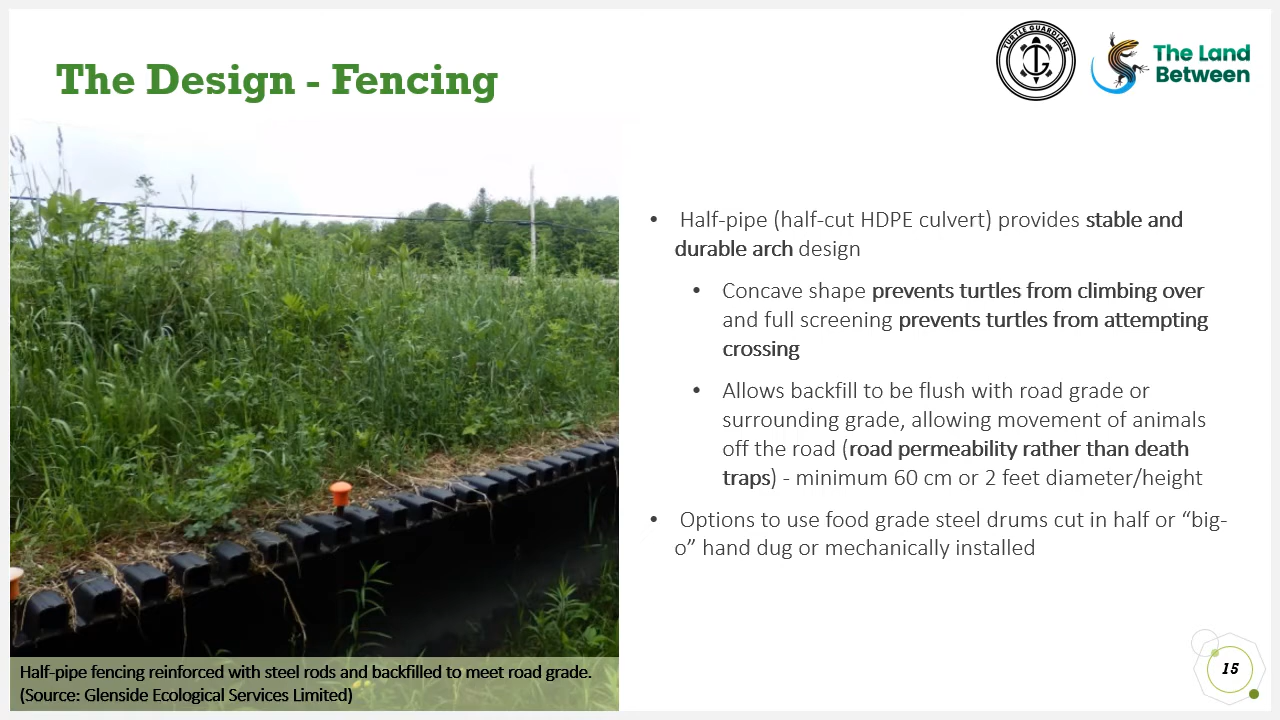 TURTLE GUARDIANS
The Land
Between
The Design - Fencing
• Half-pipe (half-cut HDPE culvert) provides stable and
durable arch design
• Concave shape prevents turtles from climbing over
and full screening prevents turtles from attempting
crossing
• Allows backfill to be flush with road grade or
surrounding grade, allowing movement of animals
off the road (road permeability rather than death
traps) - minimum 60 cm or 2 feet diameter/height
• Options to use food grade steel drums cut in half or “big-
o” hand dug or mechanically installed
Half-pipe fencing reinforced with steel rods and backfilled to meet road grade.
(Source: Glenside Ecological Services Limited)
15